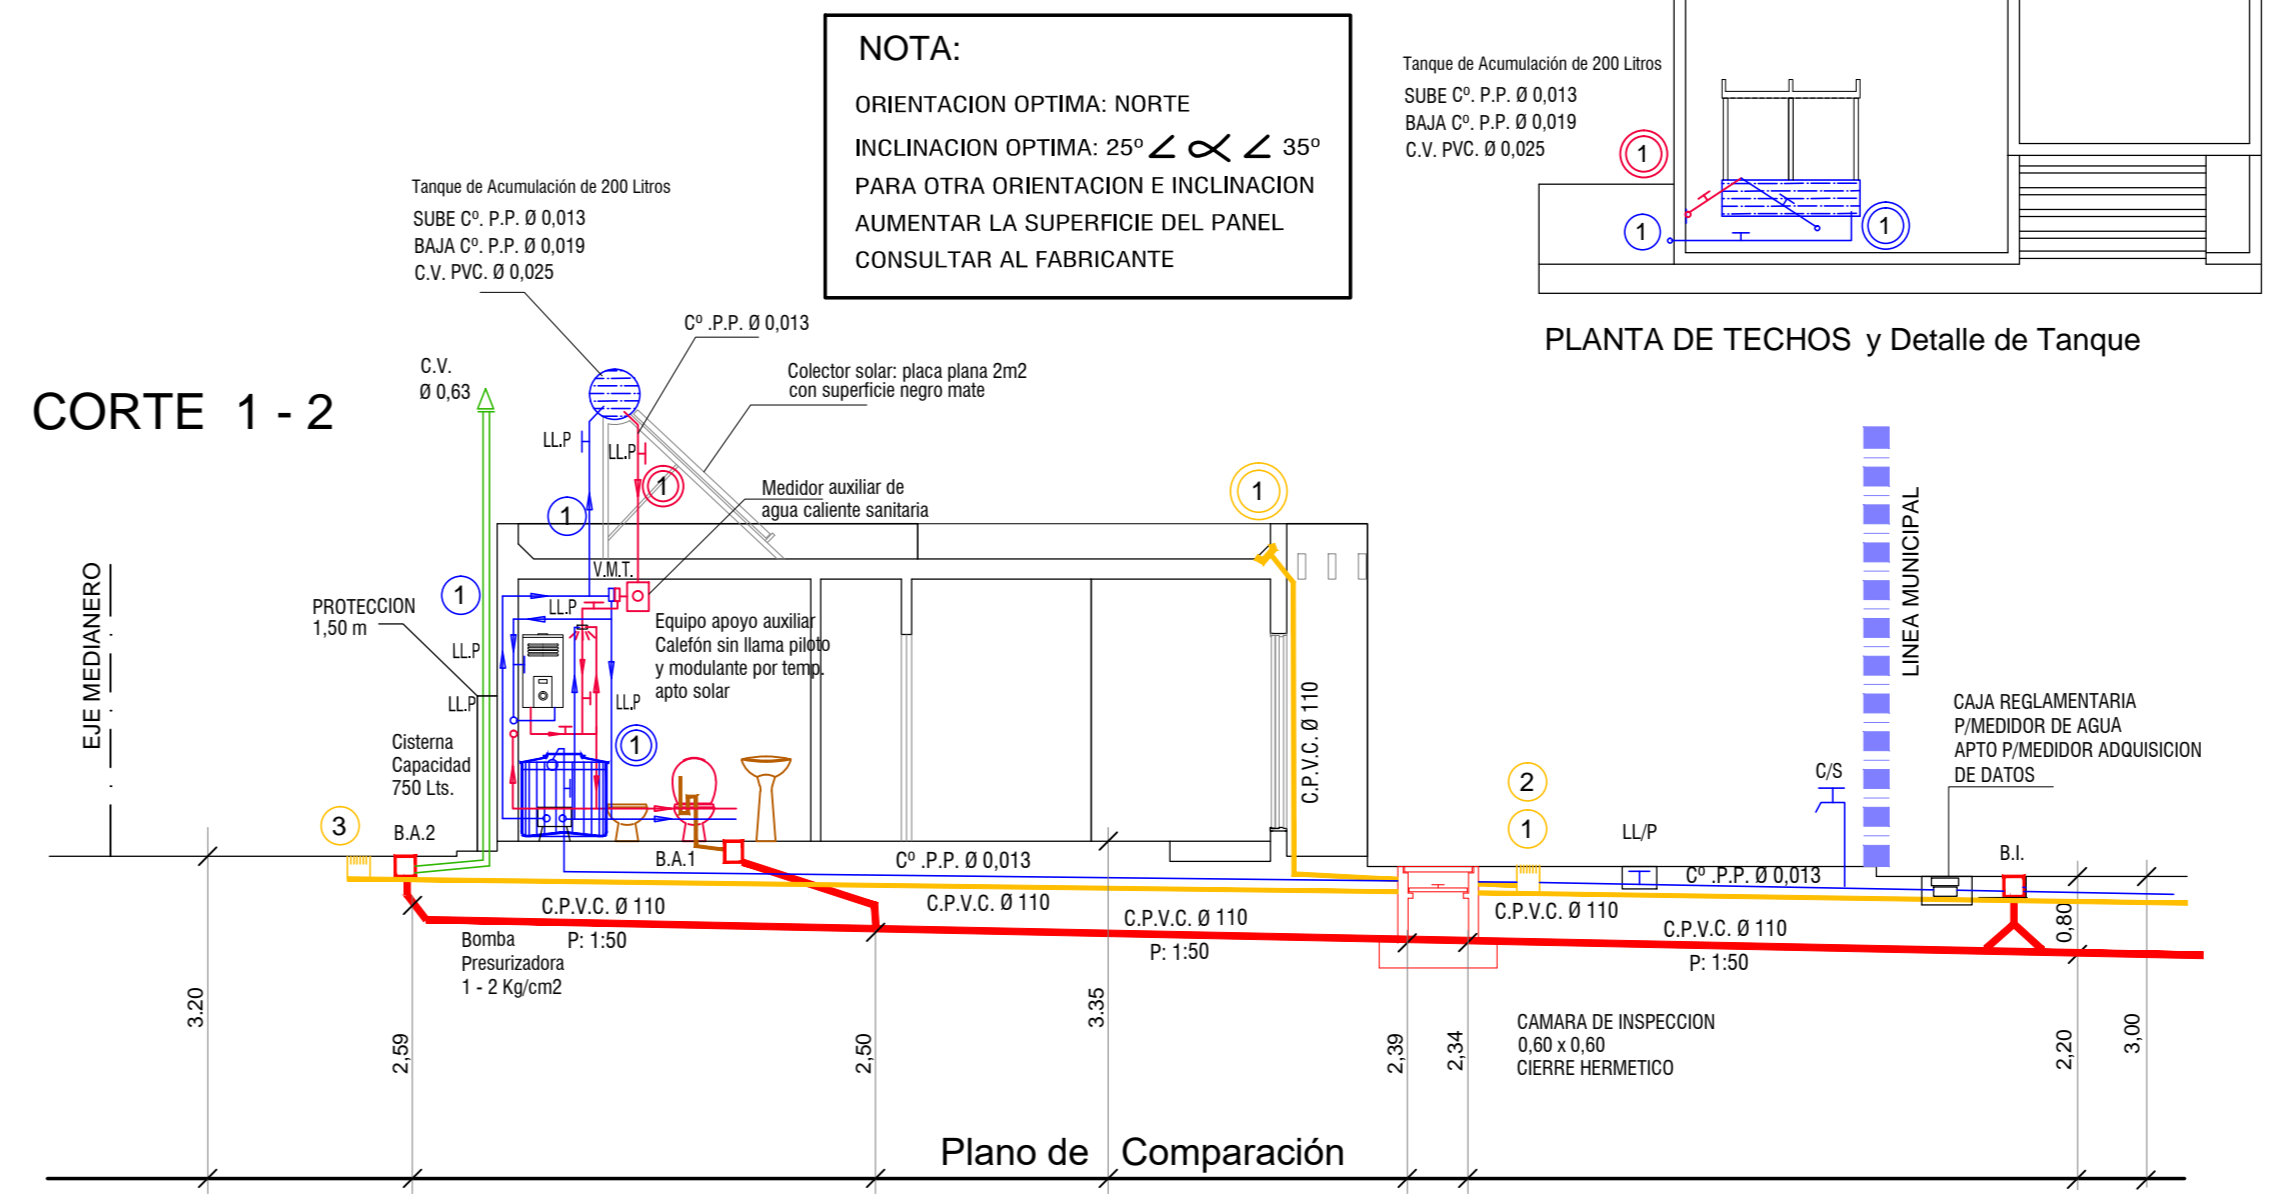 NOTA:
ORIENTACION OPTIMA: NORTE
INCLINACION OPTIMA: 25º ∠ ∝ ∠ 35º
PARA OTRA ORIENTACION E INCLINACION
AUMENTAR LA SUPERFICIE DEL PANEL
CONSULTAR AL FABRICANTE
Tanque de Acumulación de 200 Litros
SUBE Cº. P.P. Ø 0,013
BAJA Cº. P.P. Ø 0,019
C.V. PVC. Ø 0,025
1
1
1
PLANTA DE TECHOS y Detalle de Tanque
Tanque de Acumulación de 200 Litros
SUBE Cº. P.P. Ø 0,013
BAJA Cº. P.P. Ø 0,019
C.V. PVC. Ø 0,025
CORTE 1 - 2
C.V.
Ø 0,63
Cº .P.P. Ø 0,013
Colector solar: placa plana 2m2
con superficie negro mate
LL.P
LL.P
1
1
Medidor auxiliar de
agua caliente sanitaria
1
EJE MEDIANERO
PROTECCION
1,50 m
1
V.M.T.
LL.P
LL.P
LL.P
LL.P
Equipo apoyo auxiliar
Calefón sin llama piloto
y modulante por temp.
apto solar
1
Cisterna
Capacidad
750 Lts.
3
B.A.2
B.A.1
C.P.V.C. Ø 110
LINEA MUNICIPAL
2
1
LL/P
C/S
CAJA REGLAMENTARIA
P/MEDIDOR DE AGUA
APTO P/MEDIDOR ADQUISICION
DE DATOS
B.I.
Cº .P.P. Ø 0,013
Cº .P.P. Ø 0,013
C.P.V.C. Ø 110
P: 1:50
C.P.V.C. Ø 110
C.P.V.C. Ø 110
P: 1:50
C.P.V.C. Ø 110
C.P.V.C. Ø 110
P: 1:50
Bomba
Presurizadora
1 - 2 Kg/cm2
CAMARA DE INSPECCION
0,60 x 0,60
CIERRE HERMETICO
3.20
2,59
2,50
3.35
2,39
2,34
0,80
2,20
3,00
Plano de Comparación